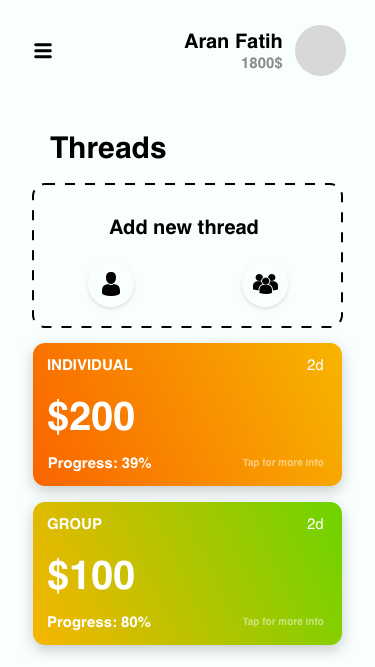 Aran Fatih
1800$
Threads
Add new thread
INDIVIDUAL 2d
$200
Progress: 39% Tap for more info
GROUP 2d
$100
Progress: 80% Tap for more info